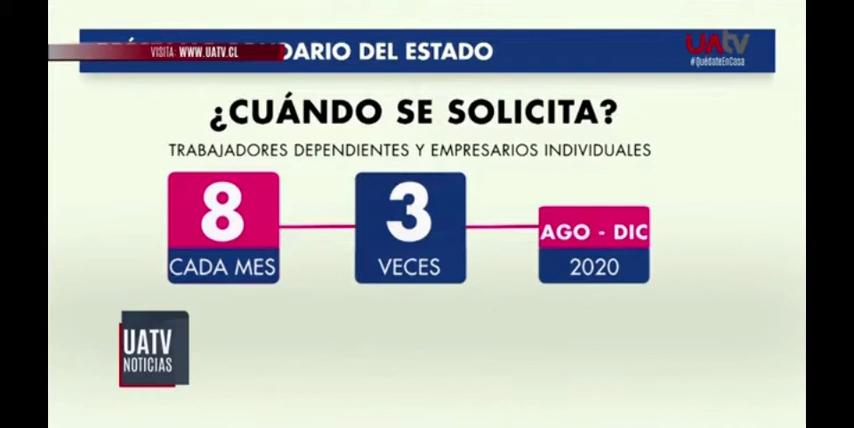 VISITA: WWW.UATV.CL
DARIO DEL ESTADO
UATV
#QuédateEnCasa
¿CUÁNDO SE SOLICITA?
TRABAJADORES DEPENDIENTES Y EMPRESARIOS INDIVIDUALES
8
CADA MES
3
VECES
AGO - DIC
2020
UATV
NOTICIAS